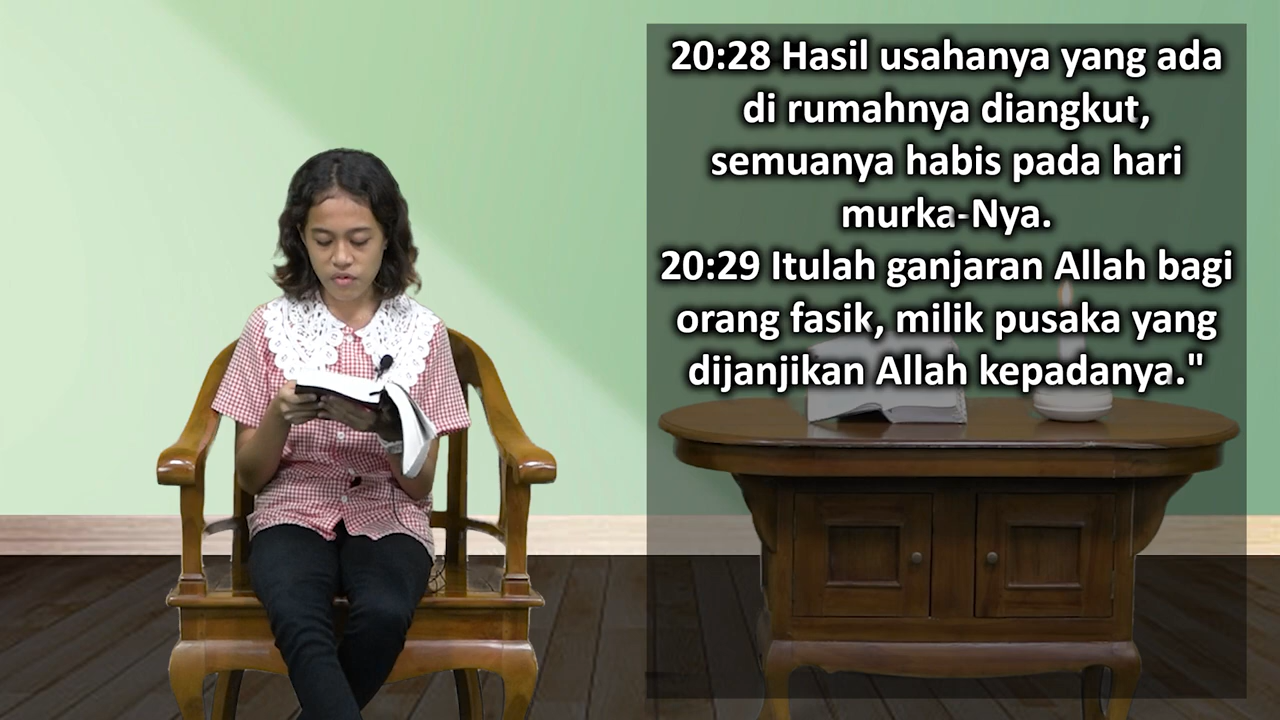 20:28 Hasil usahanya yang ada
di rumahnya diangkut,
semuanya habis pada hari
murka-Nya.
20:29 Itulah ganjaran Allah bagi
orang fasik, milik pusaka yang
dijanjikan Allah kepadanya."